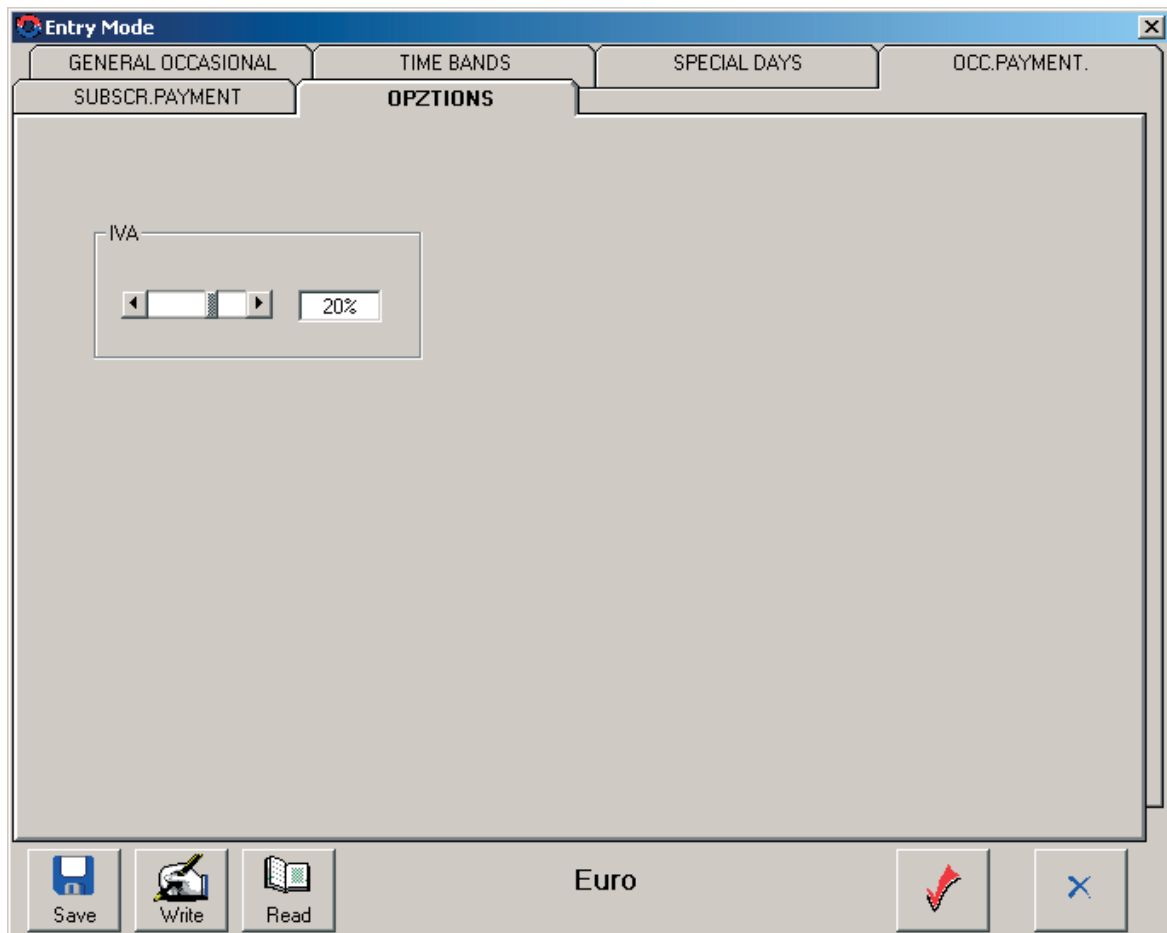 Entry Mode
GENERAL OCCASIONAL TIME BANDS SPECIAL DAYS OCC.PAYMENT.
SUBSCR.PAYMENT OPZTIONS
IVA
20%
Euro
Save Write Read